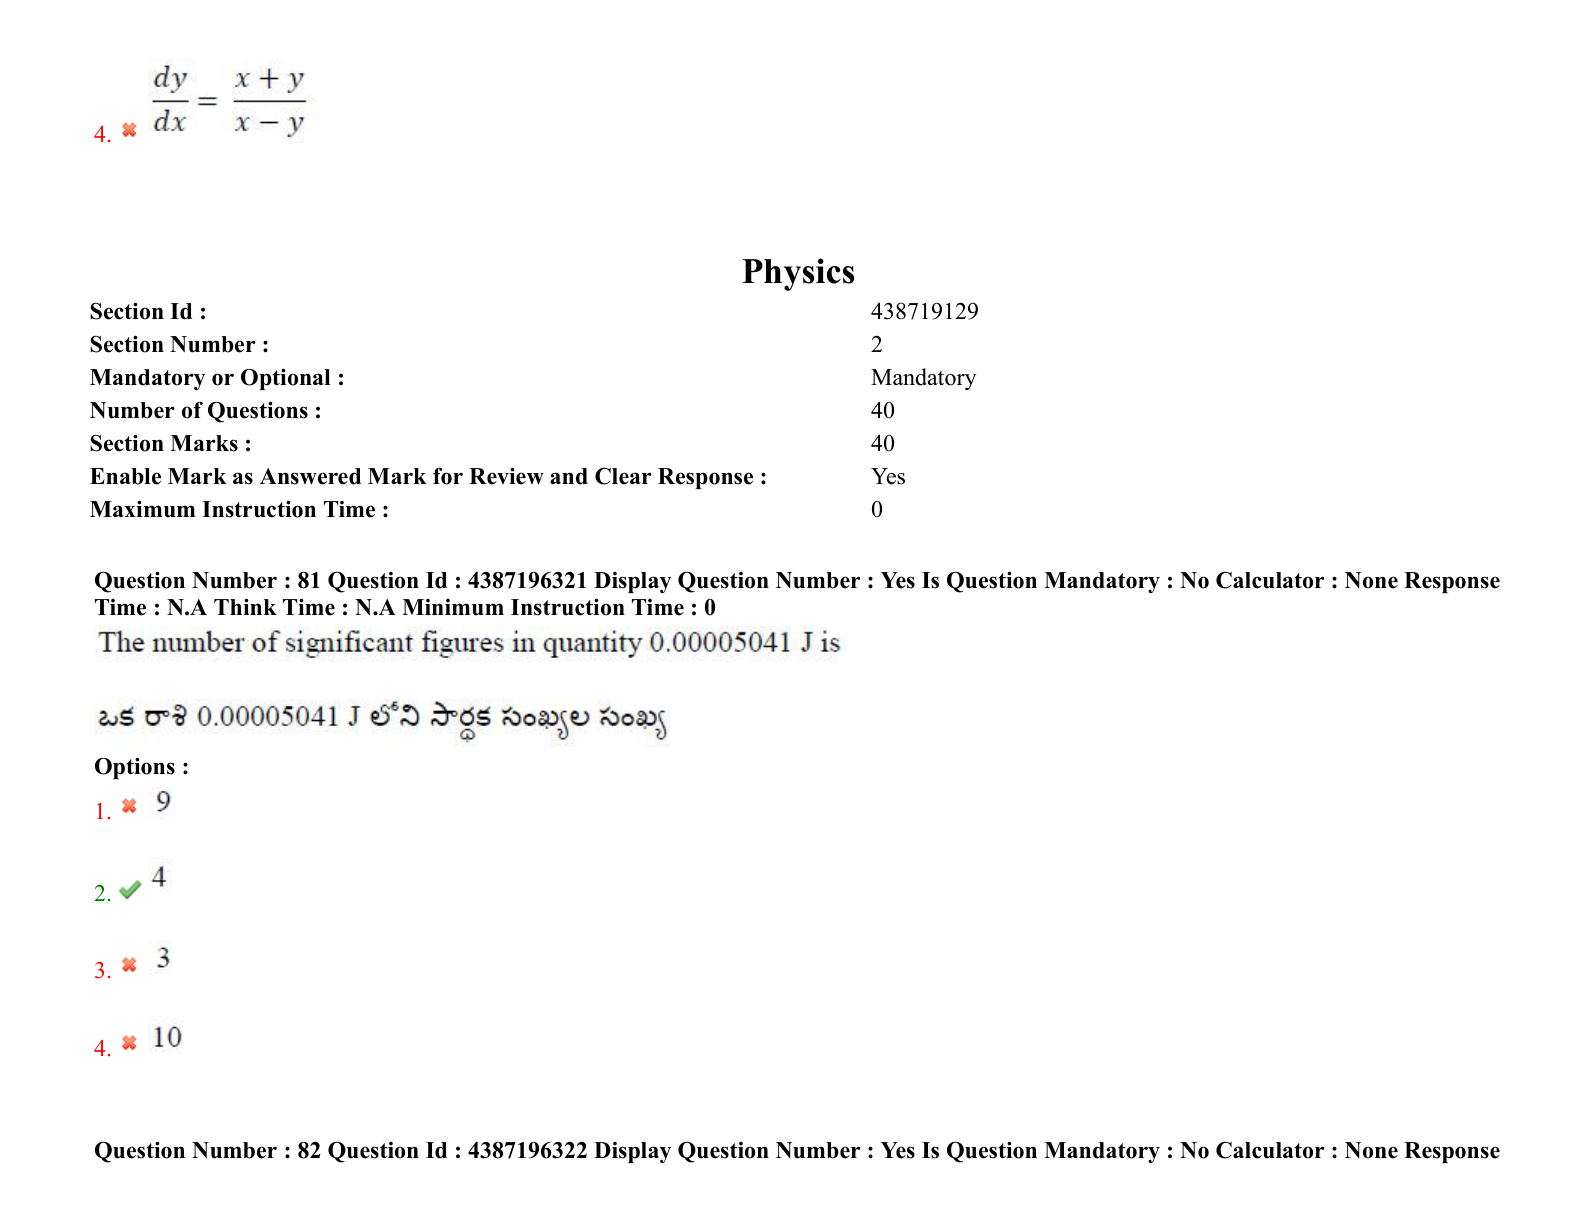 4. dy/dx = x + y / x − y
Physics
Section Id : 438719129
Section Number : 2
Mandatory or Optional : Mandatory
Number of Questions : 40
Section Marks : 40
Enable Mark as Answered Mark for Review and Clear Response : Yes
Maximum Instruction Time : 0
Question Number : 81 Question Id : 4387196321 Display Question Number : Yes Is Question Mandatory : No Calculator : None Response
Time : N.A Think Time : N.A Minimum Instruction Time : 0
The number of significant figures in quantity 0.00005041 J is
ఒక రాశి 0.00005041 J లోని సార్థక సంఖ్యల సంఖ్య
Options :
1. 9
2. 4
3. 3
4. 10
Question Number : 82 Question Id : 4387196322 Display Question Number : Yes Is Question Mandatory : No Calculator : None Response